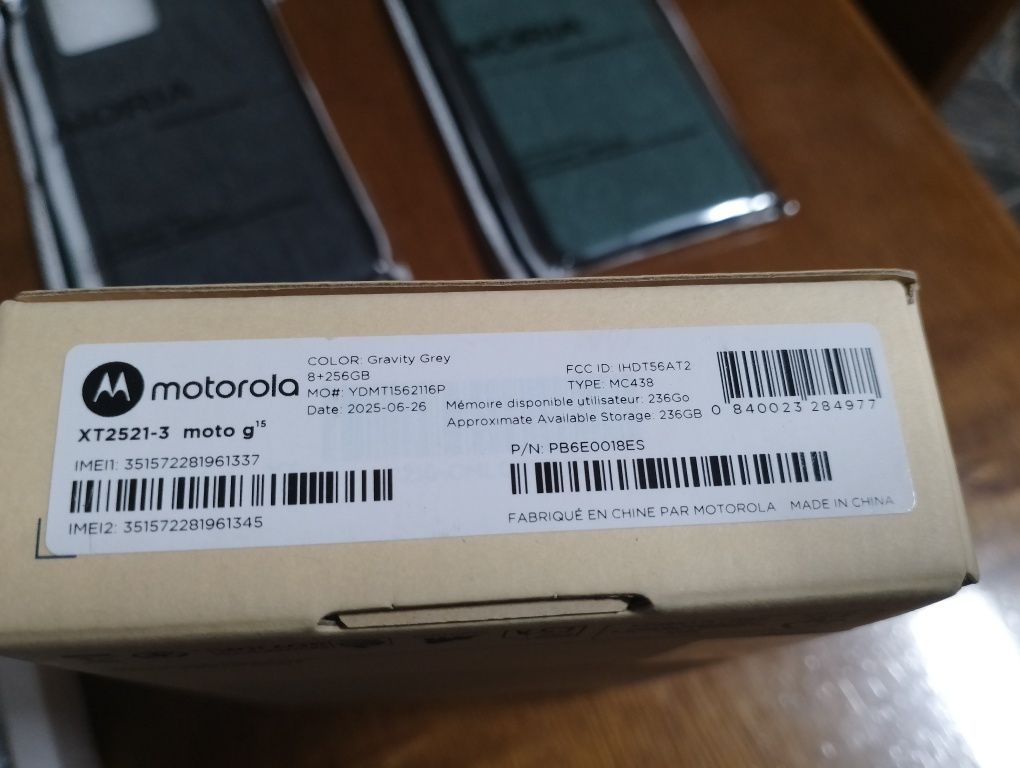 motorola
XT2521-3 moto g¹⁵
COLOR: Gravity Grey
8+256GB
MO#: YDMT1562116P
Date: 2025-06-26
FCC ID: IHDT56AT2
TYPE: MC438
Mémoire disponible utilisateur: 236Go
Approximate Available Storage: 236GB
0 840023 284977
IMEI1: 351572281961337
IMEI2: 351572281961345
P/N: PB6E0018ES
FABRIQUÉ EN CHINE PAR MOTOROLA MADE IN CHINA